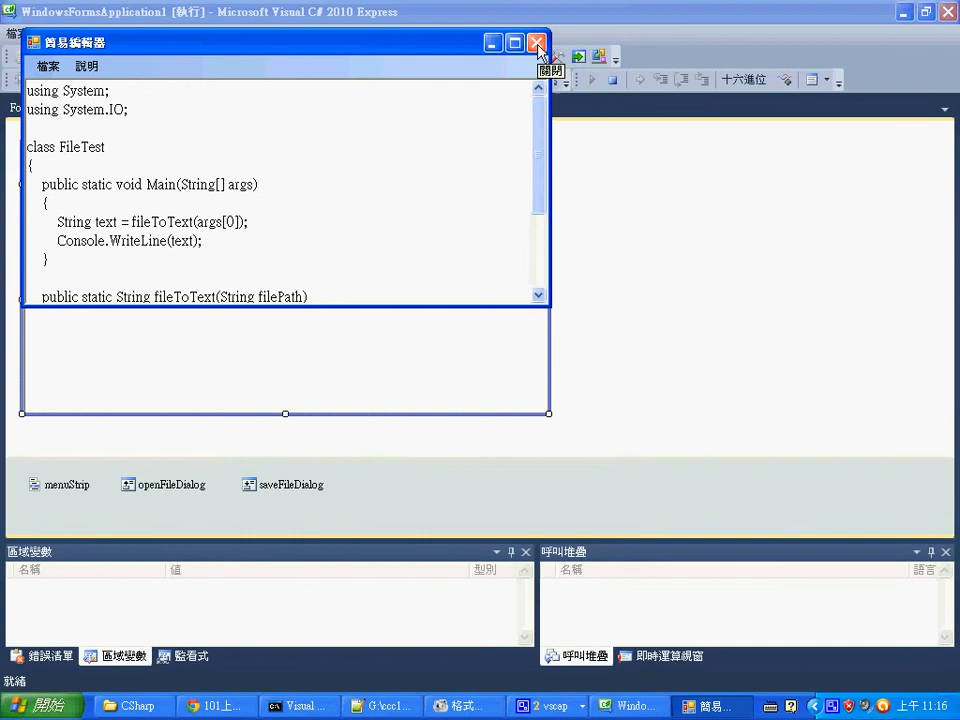 WindowsFormsApplication1 [執行] - Microsoft Visual C# 2010 Express
簡易編輯器
檔案 說明
關閉
十六進位
using System;
using System.IO;
class FileTest
{
public static void Main(String[] args)
{
String text = fileToText(args[0]);
Console.WriteLine(text);
}
public static String fileToText(String filePath)
menuStrip openFileDialog saveFileDialog
區域變數 呼叫堆疊
名稱 值 型別 名稱 語言
錯誤清單 區域變數 監看式 呼叫堆疊 即時運算視窗
就緒
開始 CSharp 101上... Visual ... G:\ccc1... 格式... 2 vscap Windo... 簡易... 上午 11:16